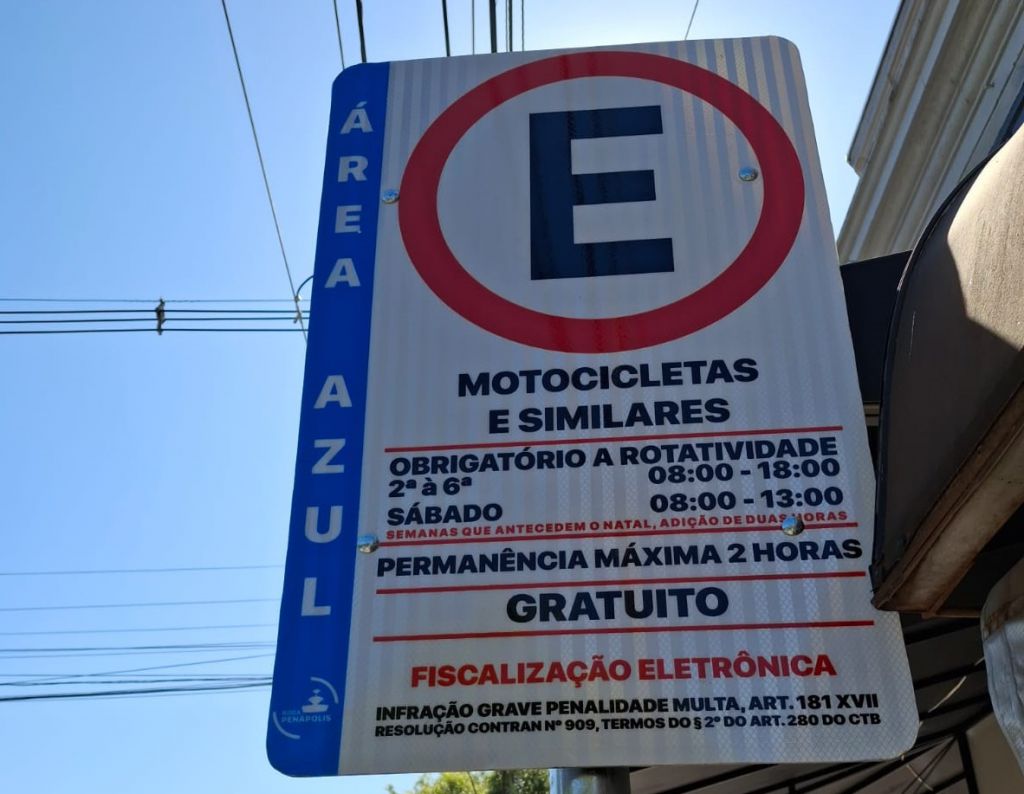 ÁREA AZUL
E
MOTOCICLETAS
E SIMILARES
OBRIGATÓRIO A ROTATIVIDADE
2ª à 6ª 08:00 - 18:00
SÁBADO 08:00 - 13:00
SEMANAS QUE ANTECEDEM O NATAL, ADIÇÃO DE DUAS HORAS
PERMANÊNCIA MÁXIMA 2 HORAS
GRATUITO
FISCALIZAÇÃO ELETRÔNICA
INFRAÇÃO GRAVE PENALIDADE MULTA, ART. 181 XVII
RESOLUÇÃO CONTRAN Nº 909, TERMOS DO § 2º DO ART. 280 DO CTB
PENÁPOLIS